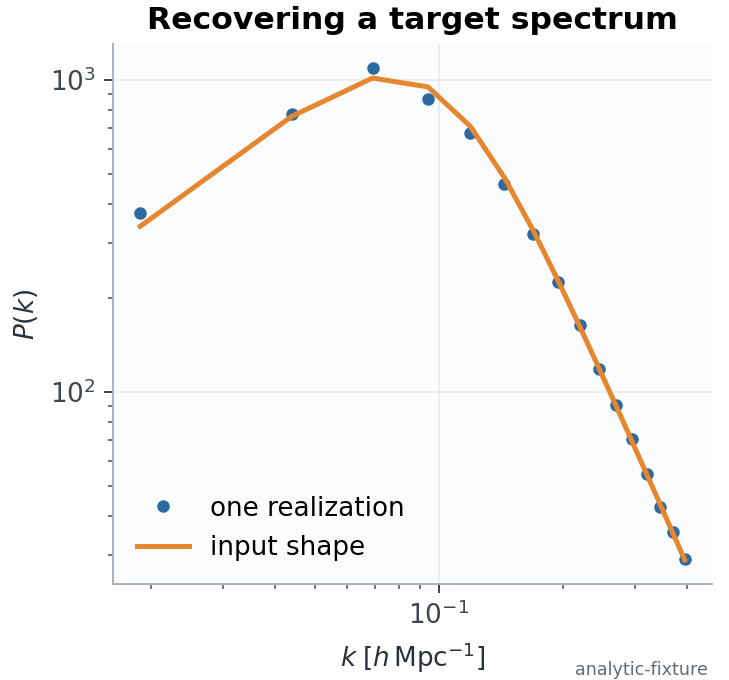 Recovering a target spectrum
10³
10²
P(k)
one realization
input shape
10⁻¹
k [h Mpc⁻¹]
analytic-fixture